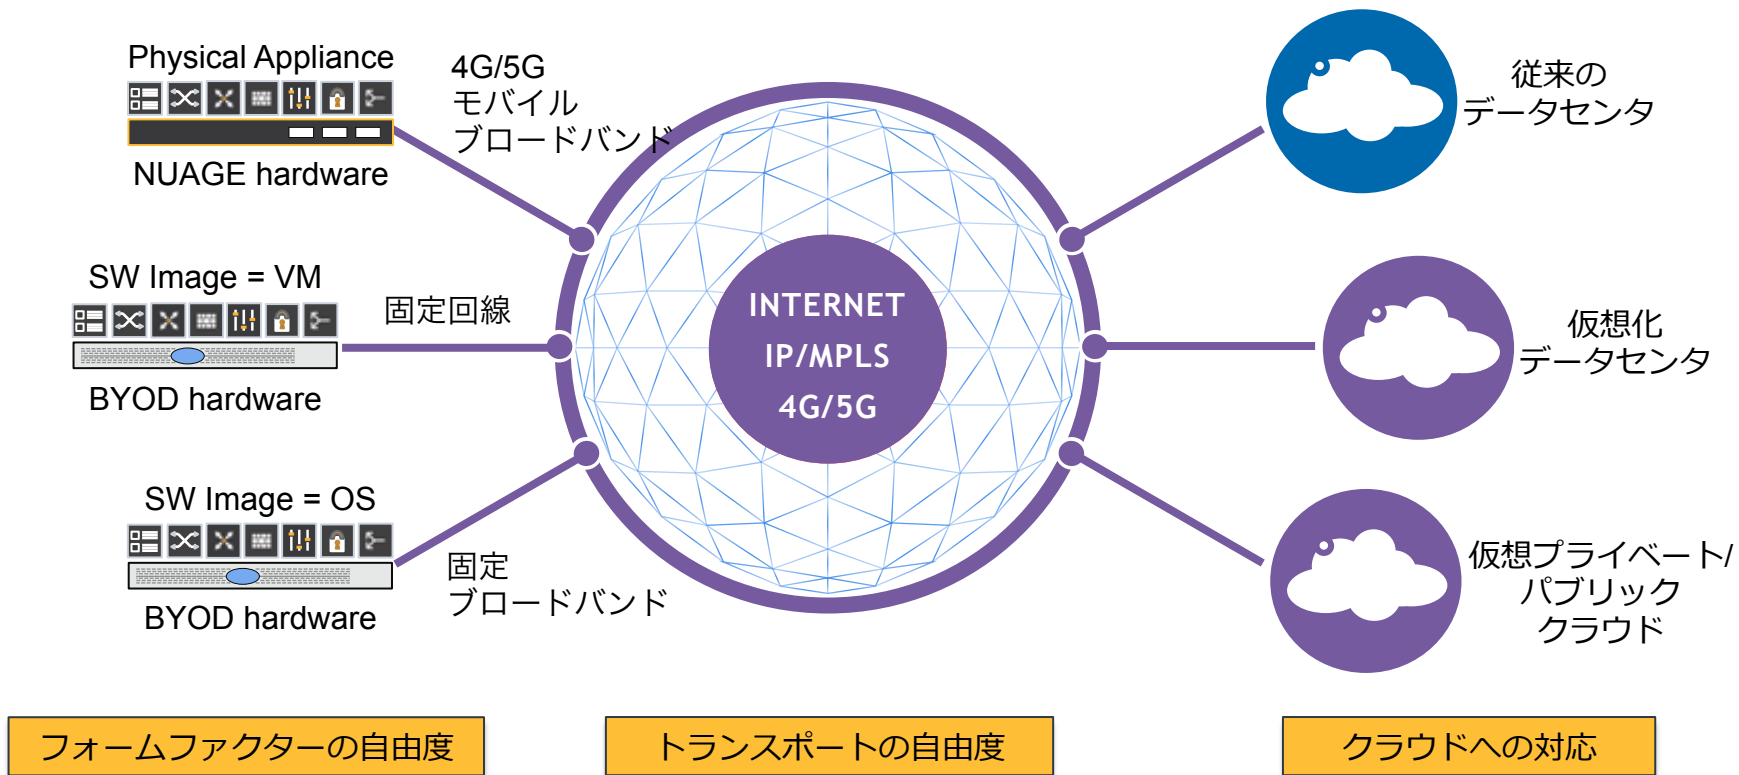 Physical Appliance
NUAGE hardware
4G/5G
モバイル
ブロードバンド
SW Image = VM
BYOD hardware
固定回線
SW Image = OS
BYOD hardware
固定
ブロードバンド
INTERNET
IP/MPLS
4G/5G
従来の
データセンタ
仮想化
データセンタ
仮想プライベート/
パブリック
クラウド
フォームファクターの自由度
トランスポートの自由度
クラウドへの対応